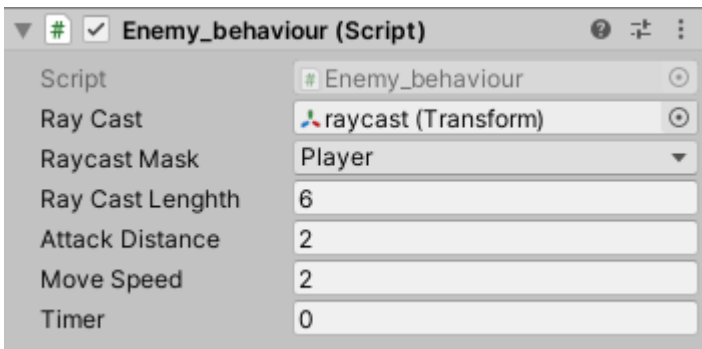 # Enemy_behaviour (Script)
Script # Enemy_behaviour
Ray Cast raycast (Transform)
Raycast Mask Player
Ray Cast Lenghth 6
Attack Distance 2
Move Speed 2
Timer 0